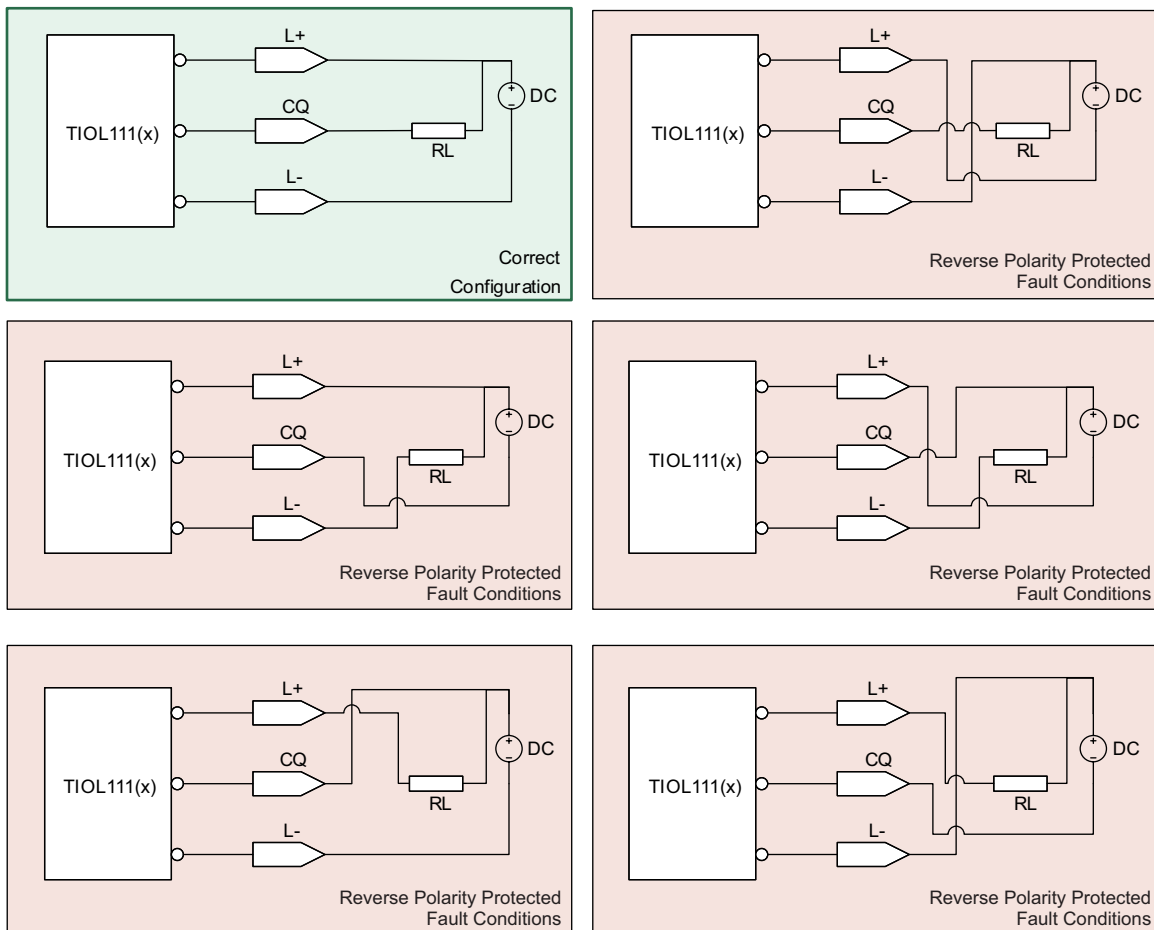 L+
DC
CQ
TIOL111(x)
RL
L-
Correct
Configuration
L+
DC
CQ
TIOL111(x)
RL
L-
Reverse Polarity Protected
Fault Conditions
L+
DC
CQ
TIOL111(x)
RL
L-
Reverse Polarity Protected
Fault Conditions
L+
DC
CQ
TIOL111(x)
RL
L-
Reverse Polarity Protected
Fault Conditions
L+
DC
CQ
TIOL111(x)
RL
L-
Reverse Polarity Protected
Fault Conditions
L+
DC
CQ
TIOL111(x)
RL
L-
Reverse Polarity Protected
Fault Conditions